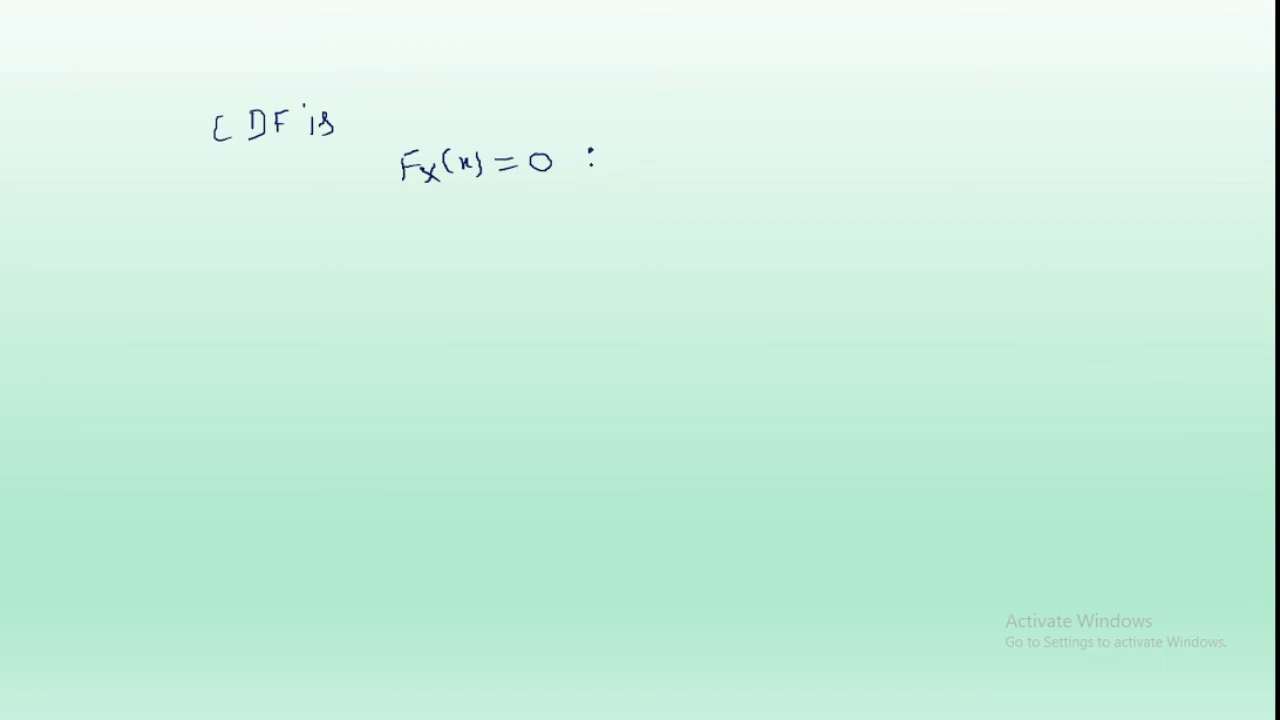 CDF is
Fx(x) = 0 :
Activate Windows
Go to Settings to activate Windows.